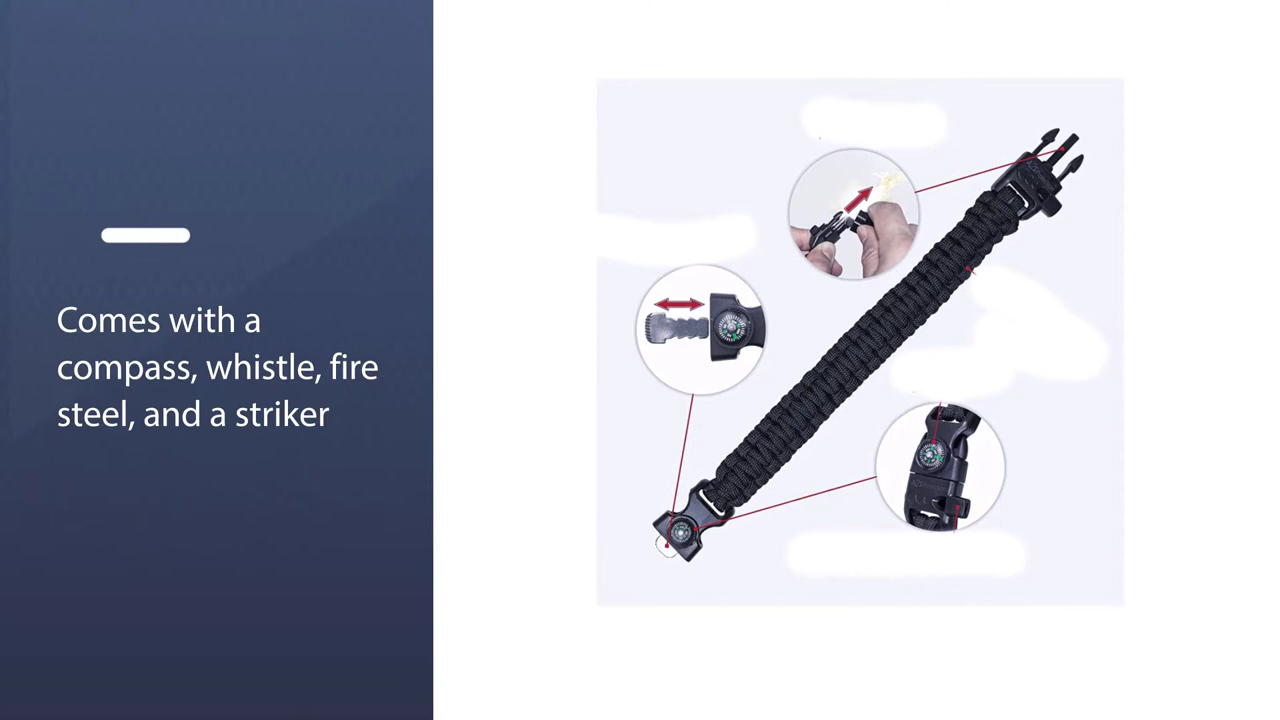 Comes with a
compass, whistle, fire
steel, and a striker